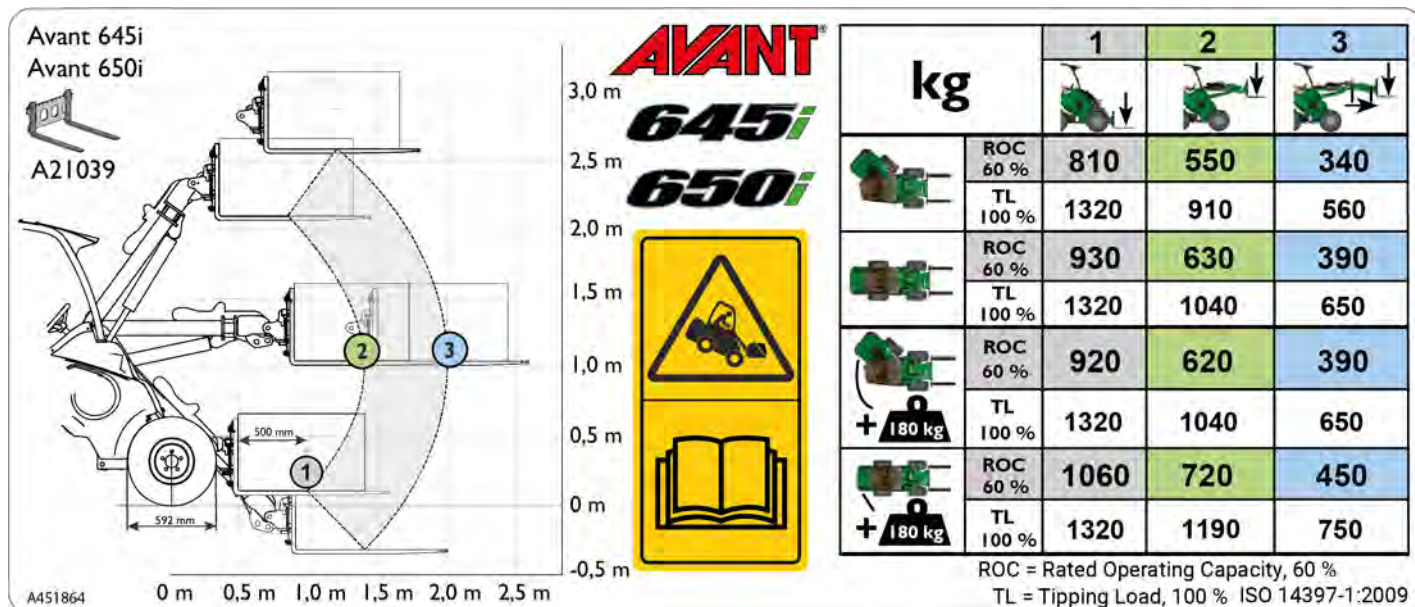 Avant 645i
Avant 650i
A21039
3,0 m
2,5 m
2,0 m
1,5 m
1,0 m
0,5 m
0 m
-0,5 m
2
3
500 mm
1
592 mm
0 m 0,5 m 1,0 m 1,5 m 2,0 m 2,5 m
A451864
AVANT®
645i
650i
kg
1 2 3
ROC 810 550 340
60 %
TL 1320 910 560
100 %
ROC 930 630 390
60 %
TL 1320 1040 650
100 %
ROC 920 620 390
60 %
TL 1320 1040 650
100 %
+ 180 kg
ROC 1060 720 450
60 %
TL 1320 1190 750
100 %
+ 180 kg
ROC = Rated Operating Capacity, 60 %
TL = Tipping Load, 100 % ISO 14397-1:2009